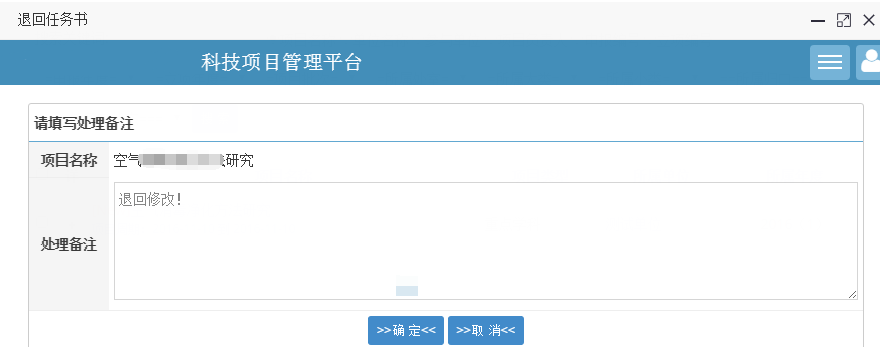 退回任务书
科技项目管理平台
请填写处理备注
项目名称 空气 研究
处理备注 退回修改!
>>确 定<< >>取 消<<